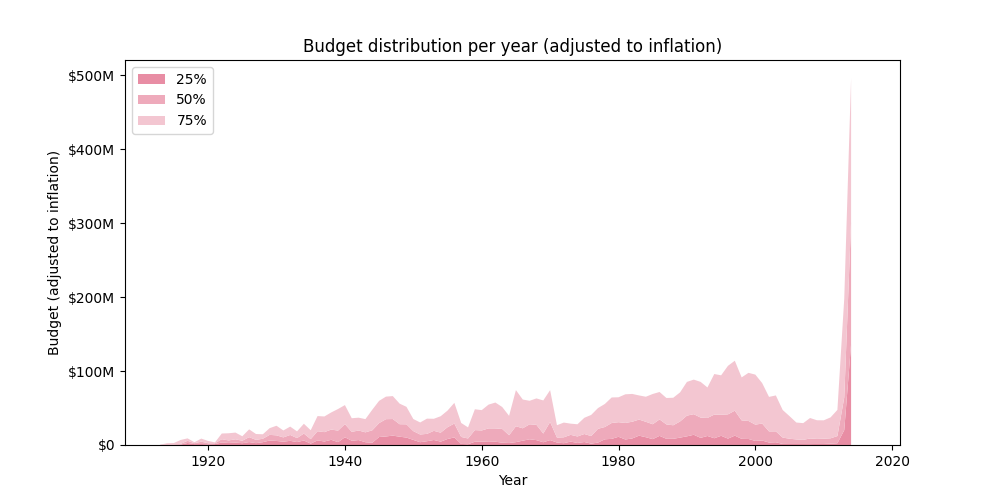 Budget distribution per year (adjusted to inflation)
$500M
$400M
$300M
$200M
$100M
$0
Budget (adjusted to inflation)
25%
50%
75%
1920
1940
1960
1980
2000
2020
Year